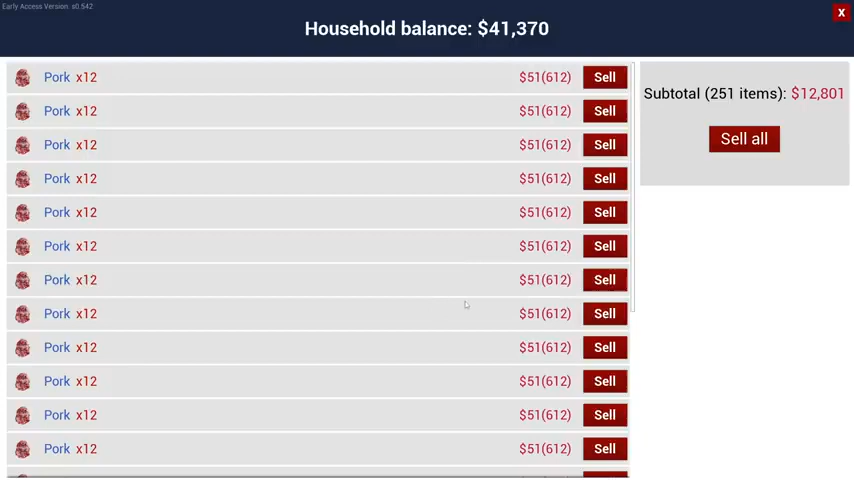 Early Access Version: s0.542
Household balance: $41,370
X
Pork x12 $51(612) Sell
Pork x12 $51(612) Sell
Pork x12 $51(612) Sell
Pork x12 $51(612) Sell
Pork x12 $51(612) Sell
Pork x12 $51(612) Sell
Pork x12 $51(612) Sell
Pork x12 $51(612) Sell
Pork x12 $51(612) Sell
Pork x12 $51(612) Sell
Pork x12 $51(612) Sell
Pork x12 $51(612) Sell
Subtotal (251 items): $12,801
Sell all